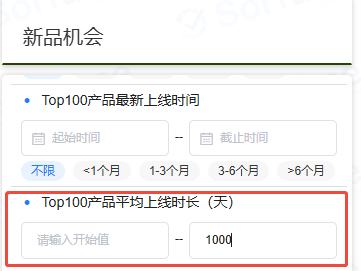 新品机会
Top100产品最新上线时间
起始时间 -- 截止时间
不限 <1个月 1-3个月 3-6个月 >6个月
Top100产品平均上线时长（天）
请输入开始值 -- 1000